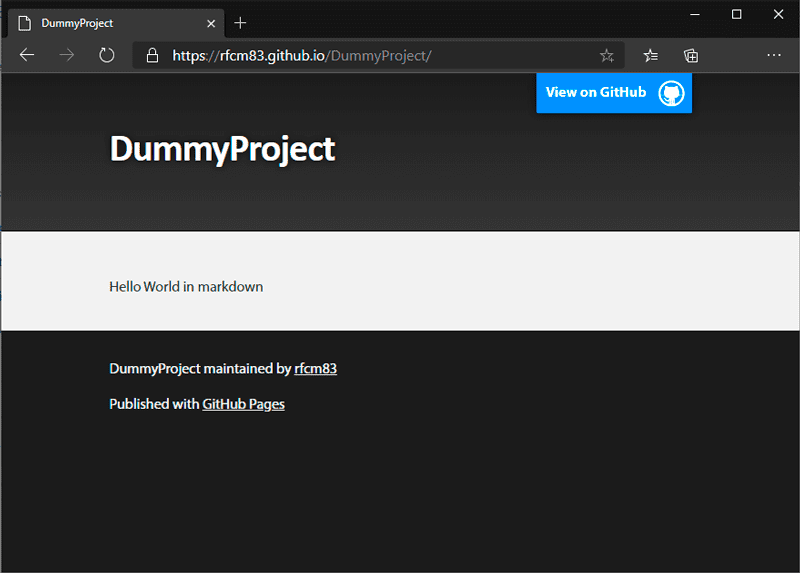 DummyProject
https://rfcm83.github.io/DummyProject/
View on GitHub
DummyProject
Hello World in markdown
DummyProject maintained by rfcm83
Published with GitHub Pages